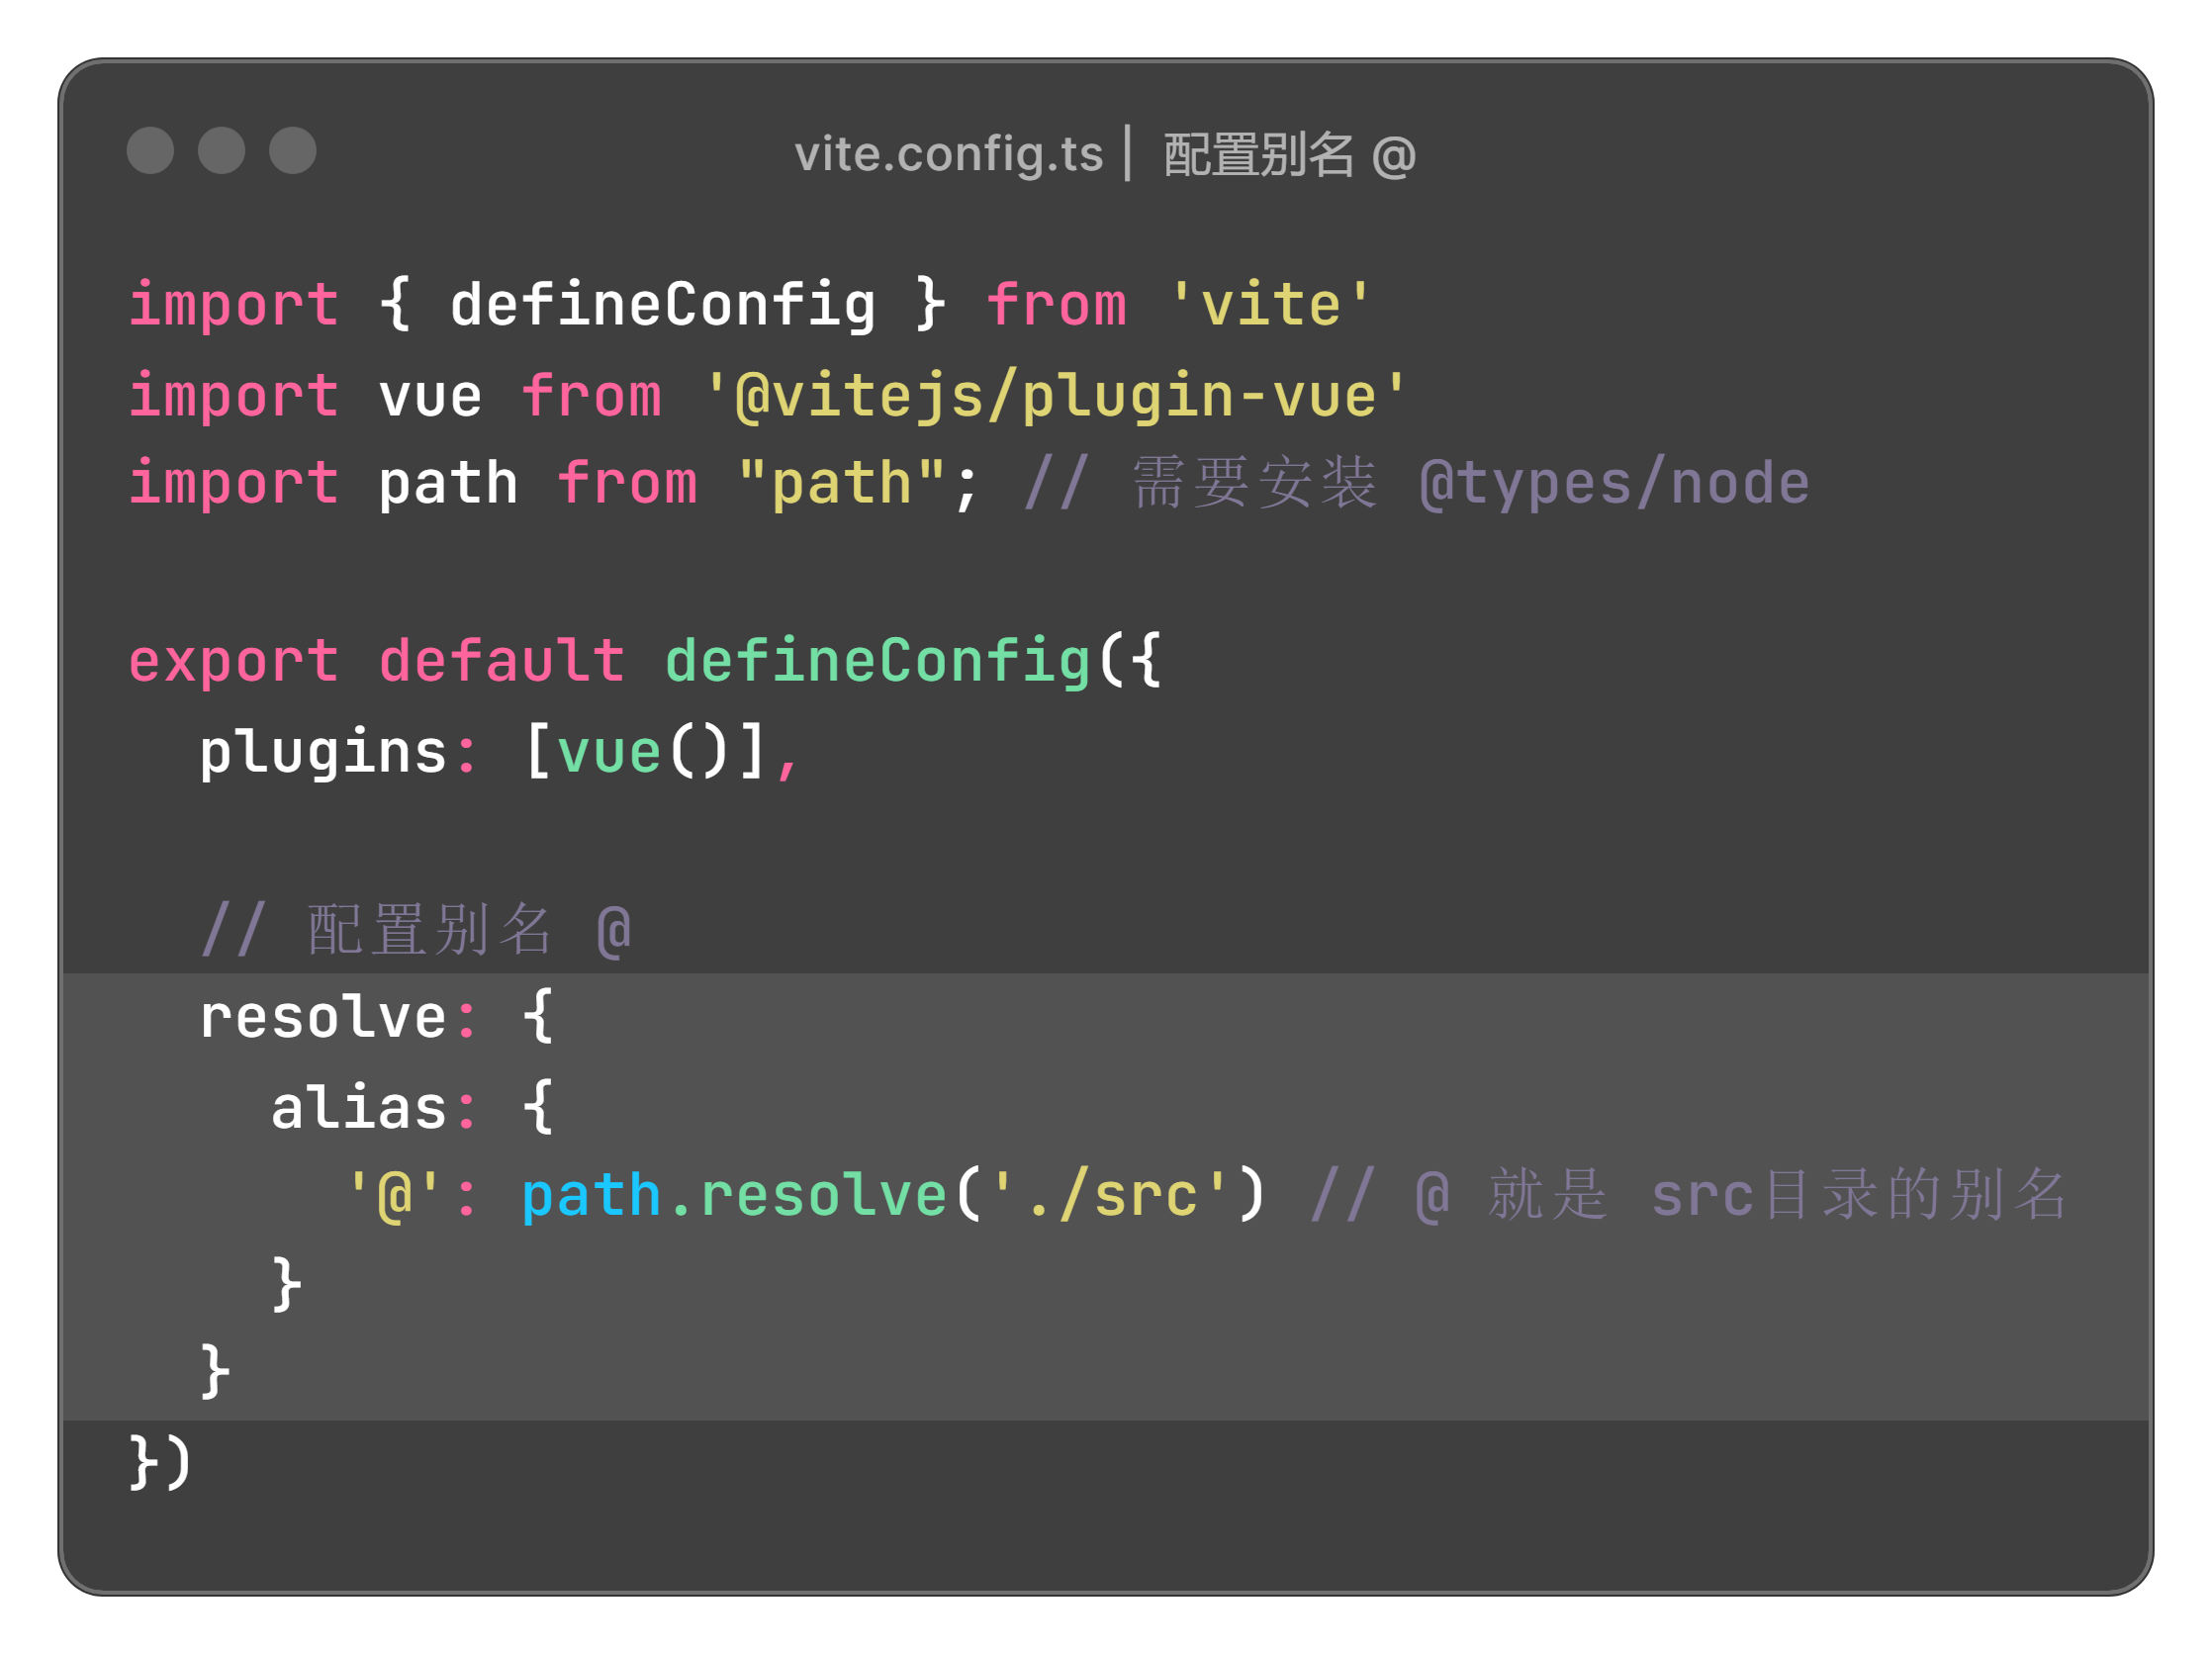 vite.config.ts | 配置别名 @
import { defineConfig } from 'vite'
import vue from '@vitejs/plugin-vue'
import path from "path"; // 需要安装 @types/node
export default defineConfig({
  plugins: [vue()],
  // 配置别名 @
  resolve: {
    alias: {
      '@': path.resolve('./src') // @ 就是 src目录的别名
    }
  }
})